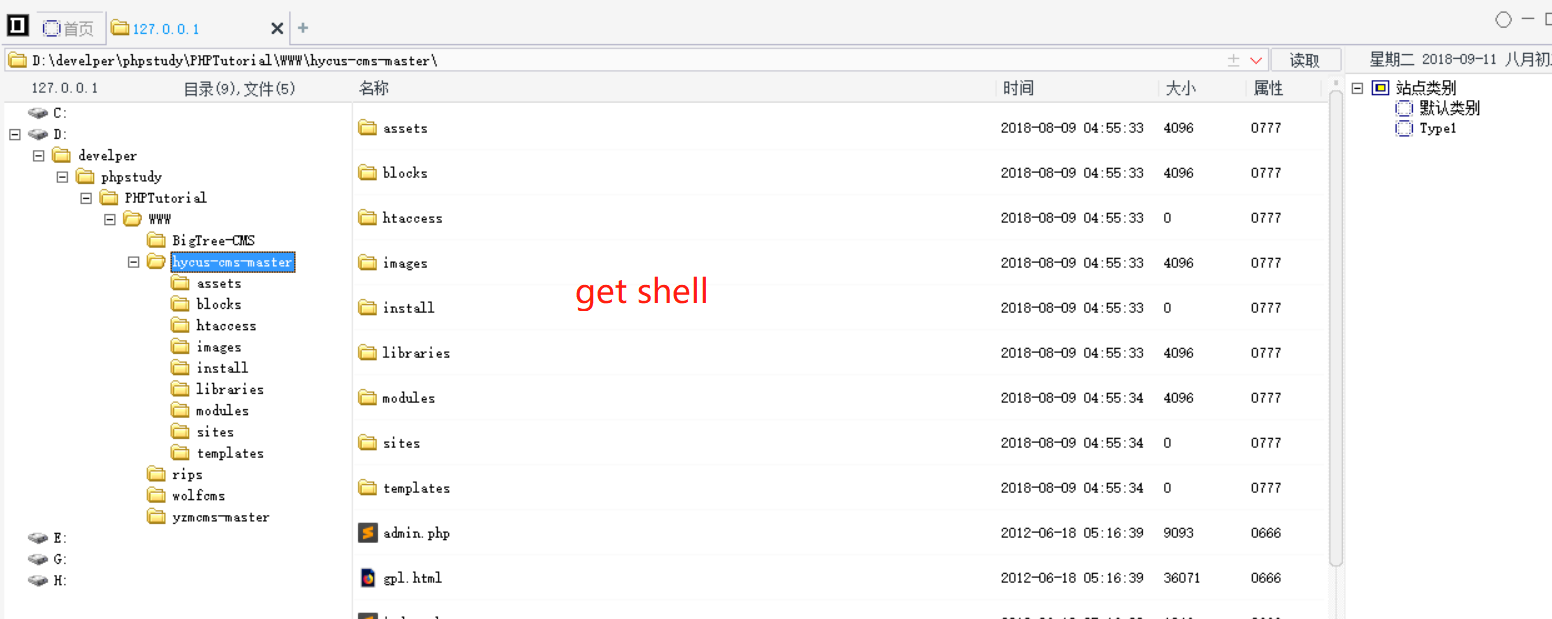 首页 127.0.0.1
D:\develper\phpstudy\PHPTutorial\WWW\hycus-cms-master\ 读取 星期二 2018-09-11 八月初
127.0.0.1 目录(9),文件(5) 名称 时间 大小 属性
C:
D:
develper
phpstudy
PHPTutorial
WWW
BigTree-CMS
hycus-cms-master
assets
blocks
htaccess
images
install
libraries
modules
sites
templates
rips
wolfcms
yzmcms-master
E:
G:
H:
assets 2018-08-09 04:55:33 4096 0777
blocks 2018-08-09 04:55:33 4096 0777
htaccess 2018-08-09 04:55:33 0 0777
images 2018-08-09 04:55:33 4096 0777
get shell
install 2018-08-09 04:55:33 0 0777
libraries 2018-08-09 04:55:33 4096 0777
modules 2018-08-09 04:55:34 4096 0777
sites 2018-08-09 04:55:34 0 0777
templates 2018-08-09 04:55:34 0 0777
admin.php 2012-06-18 05:16:39 9093 0666
gpl.html 2012-06-18 05:16:39 36071 0666
站点类别
默认类别
Type1